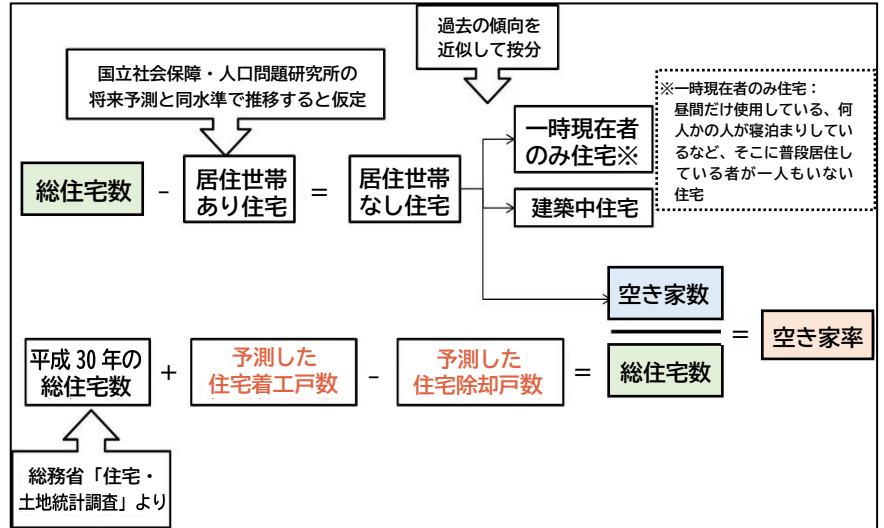 過去の傾向を
近似して按分
国立社会保障・人口問題研究所の
将来予測と同水準で推移すると仮定
※一時現在者のみ住宅：
昼間だけ使用している、何
人かの人が寝泊まりしてい
るなど、そこに普段居住し
ている者が一人もいない
住宅
総住宅数
-
居住世帯
あり住宅
=
居住世帯
なし住宅
一時現在者
のみ住宅※
建築中住宅
空き家数
総住宅数
=
空き家率
平成30年の
総住宅数
+
予測した
住宅着工戸数
-
予測した
住宅除却戸数
=
総務省「住宅・
土地統計調査」より